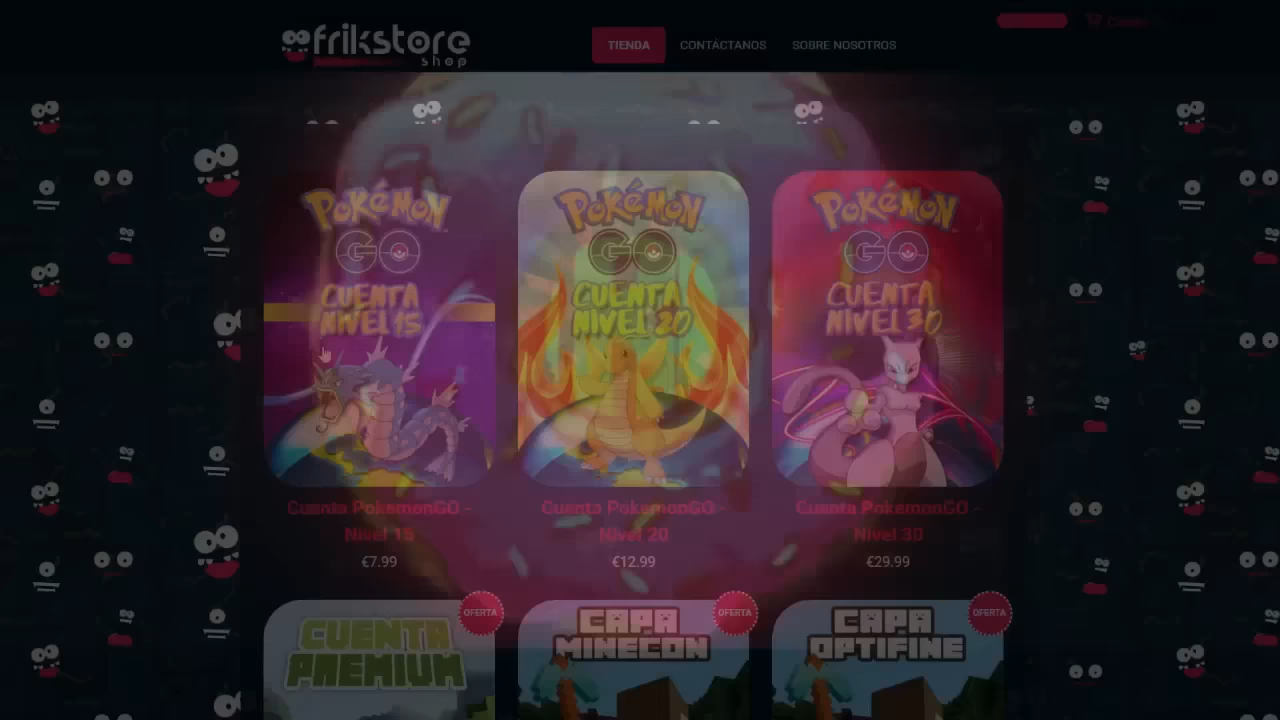 frikstore
shop
TIENDA
CONTÁCTANOS
SOBRE NOSOTROS
POKÉMON
GO
CUENTA
NIVEL 15
POKÉMON
GO
CUENTA
NIVEL 20
POKÉMON
GO
CUENTA
NIVEL 30
Cuenta PokemonGO -
Nivel 15
€7.99
Cuenta PokemonGO -
Nivel 20
€12.99
Cuenta PokemonGO -
Nivel 30
€29.99
OFERTA
CUENTA
PREMIUM
OFERTA
CAPA
MINECON
OFERTA
CAPA
OPTIFINE